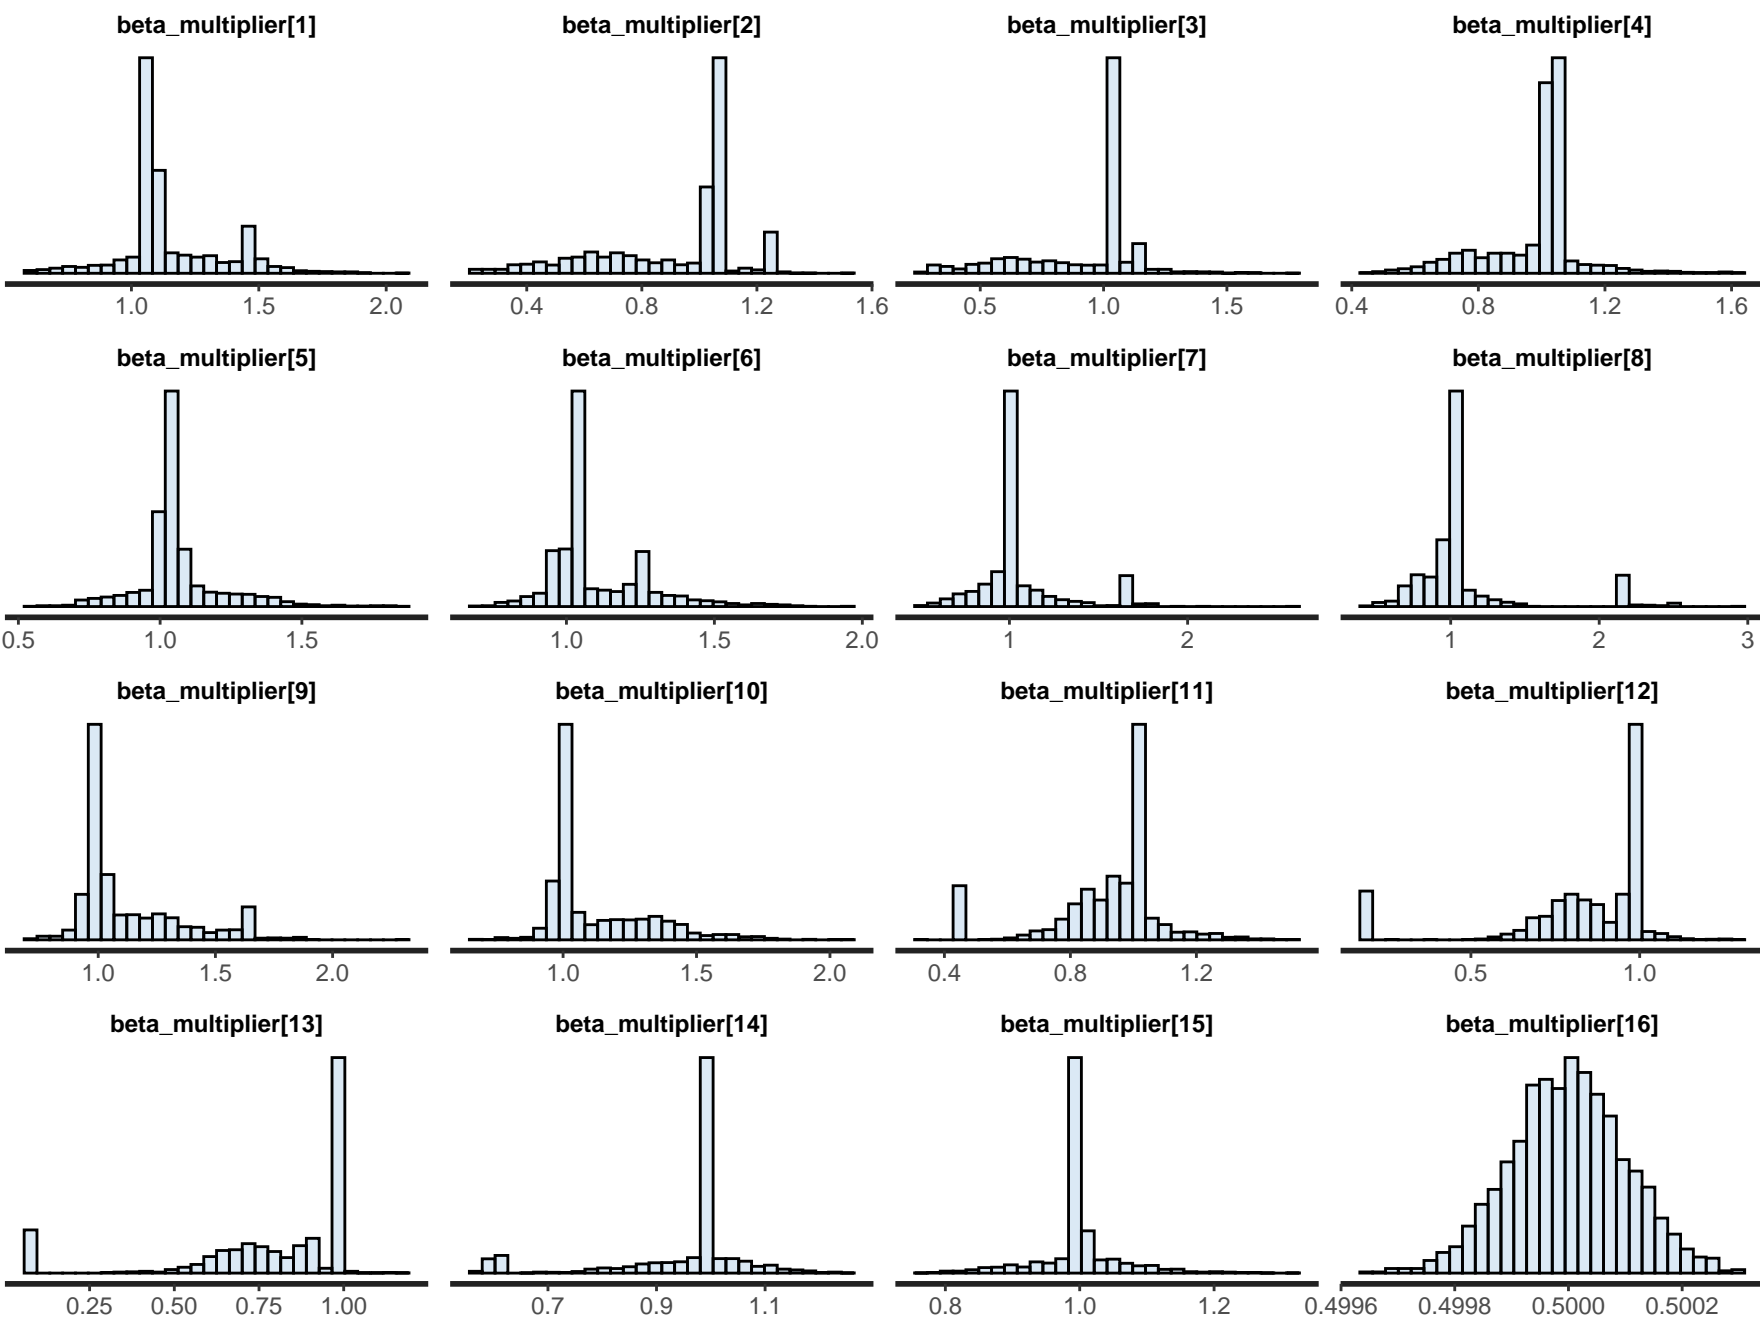 beta_multiplier[1] beta_multiplier[2] beta_multiplier[3] beta_multiplier[4]
1.0 1.5 2.0 0.4 0.8 1.2 1.6 0.5 1.0 1.5 0.4 0.8 1.2 1.6
beta_multiplier[5] beta_multiplier[6] beta_multiplier[7] beta_multiplier[8]
0.5 1.0 1.5 1.0 1.5 2.0 1 2 1 2 3
beta_multiplier[9] beta_multiplier[10] beta_multiplier[11] beta_multiplier[12]
1.0 1.5 2.0 1.0 1.5 2.0 0.4 0.8 1.2 0.5 1.0
beta_multiplier[13] beta_multiplier[14] beta_multiplier[15] beta_multiplier[16]
0.25 0.50 0.75 1.00 0.7 0.9 1.1 0.8 1.0 1.2 0.4996 0.4998 0.5000 0.5002